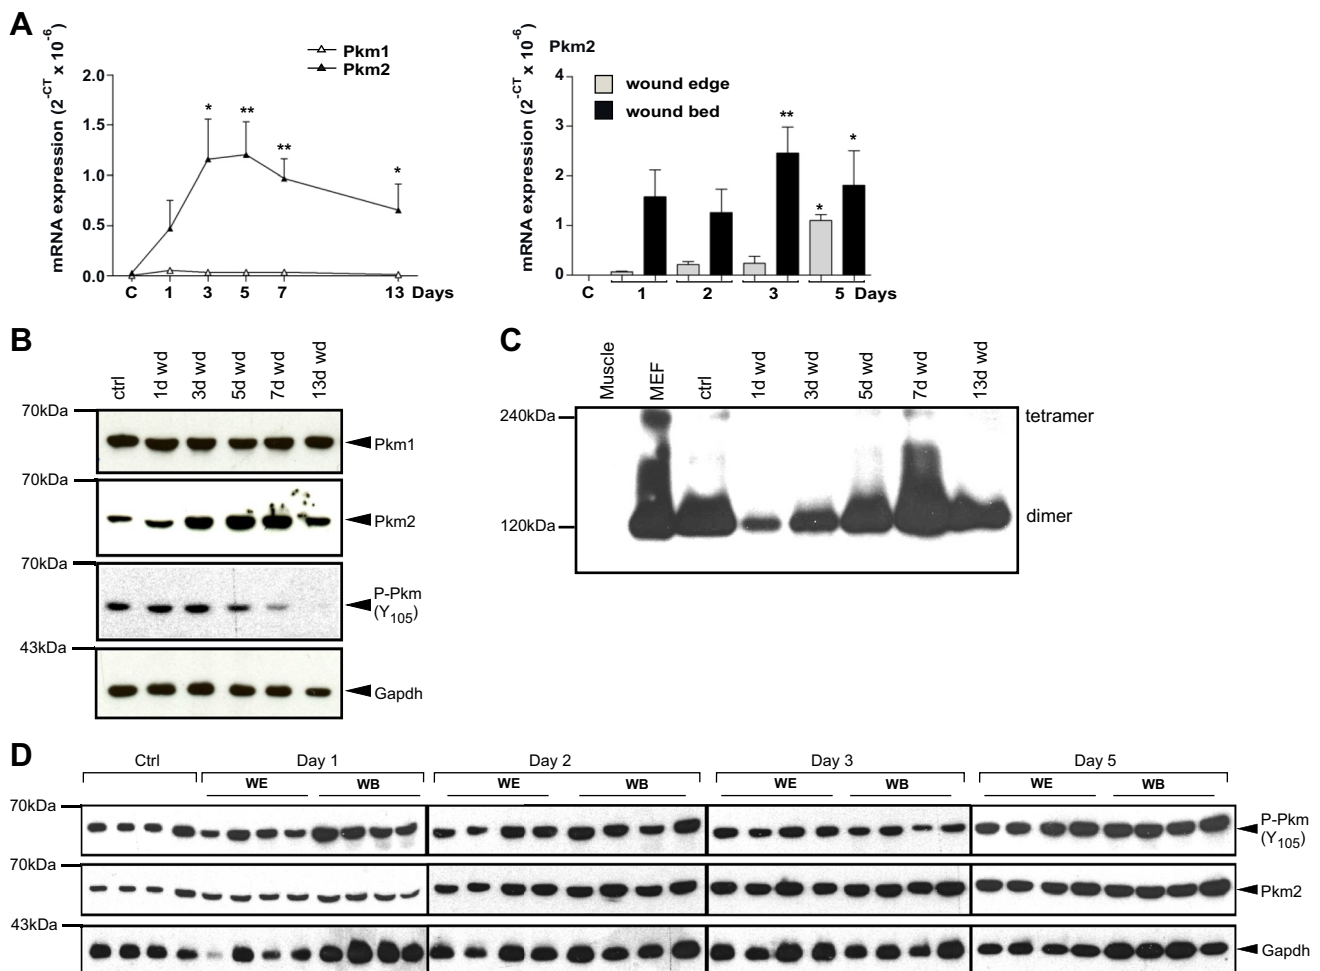 A
mRNA expression (2^-CT x 10^-6)
Pkm1
Pkm2
2.0
1.5
1.0
0.5
0.0
*
**
**
*
C 1 3 5 7 13 Days
mRNA expression (2^-CT x 10^-6)
Pkm2
wound edge
wound bed
4
3
2
1
0
**
*
*
C 1 2 3 5 Days
B
ctrl 1d wd 3d wd 5d wd 7d wd 13d wd
70kDa
Pkm1
70kDa
Pkm2
70kDa
P-Pkm
(Y105)
43kDa
Gapdh
C
Muscle MEF ctrl 1d wd 3d wd 5d wd 7d wd 13d wd
240kDa
tetramer
120kDa
dimer
D
Ctrl Day 1 Day 2 Day 3 Day 5
WE WB WE WB WE WB WE WB
70kDa
P-Pkm
(Y105)
70kDa
Pkm2
43kDa
Gapdh